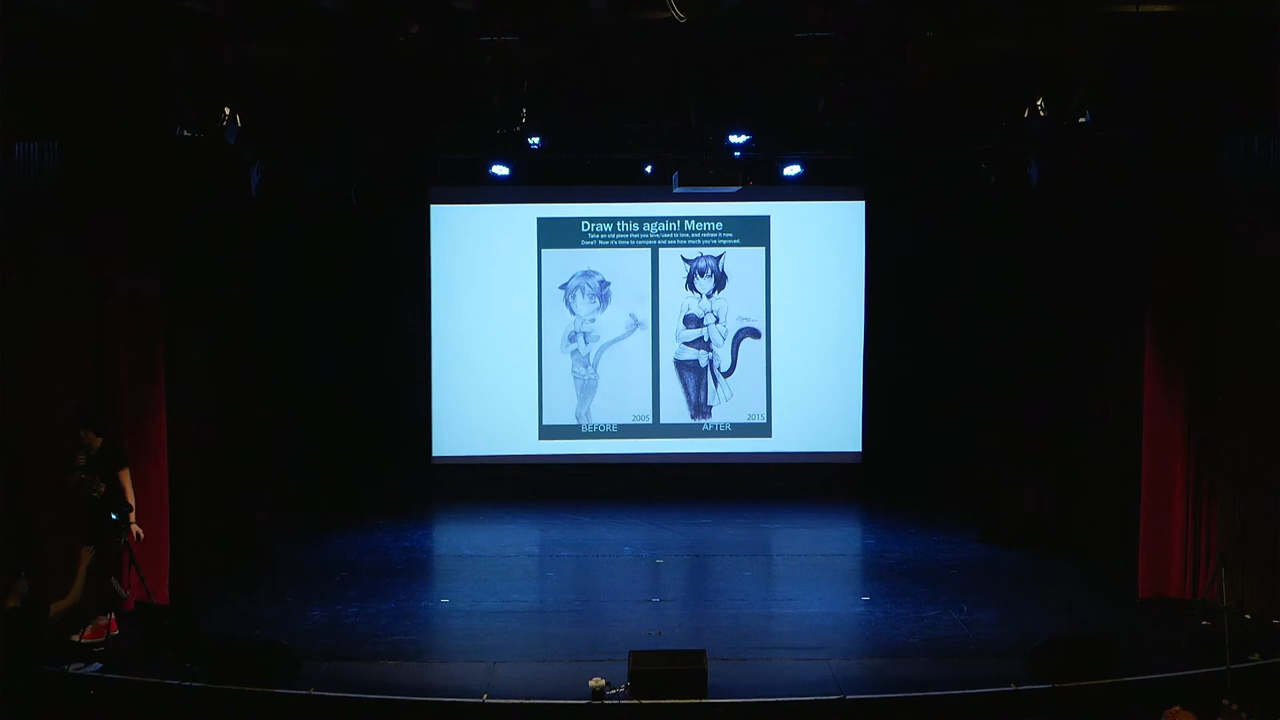 Draw this again! Meme
Take an old piece that you love/used to love, and redraw it now.
Done? Now it's time to compare and see how much you've improved.
2005
2015
BEFORE
AFTER